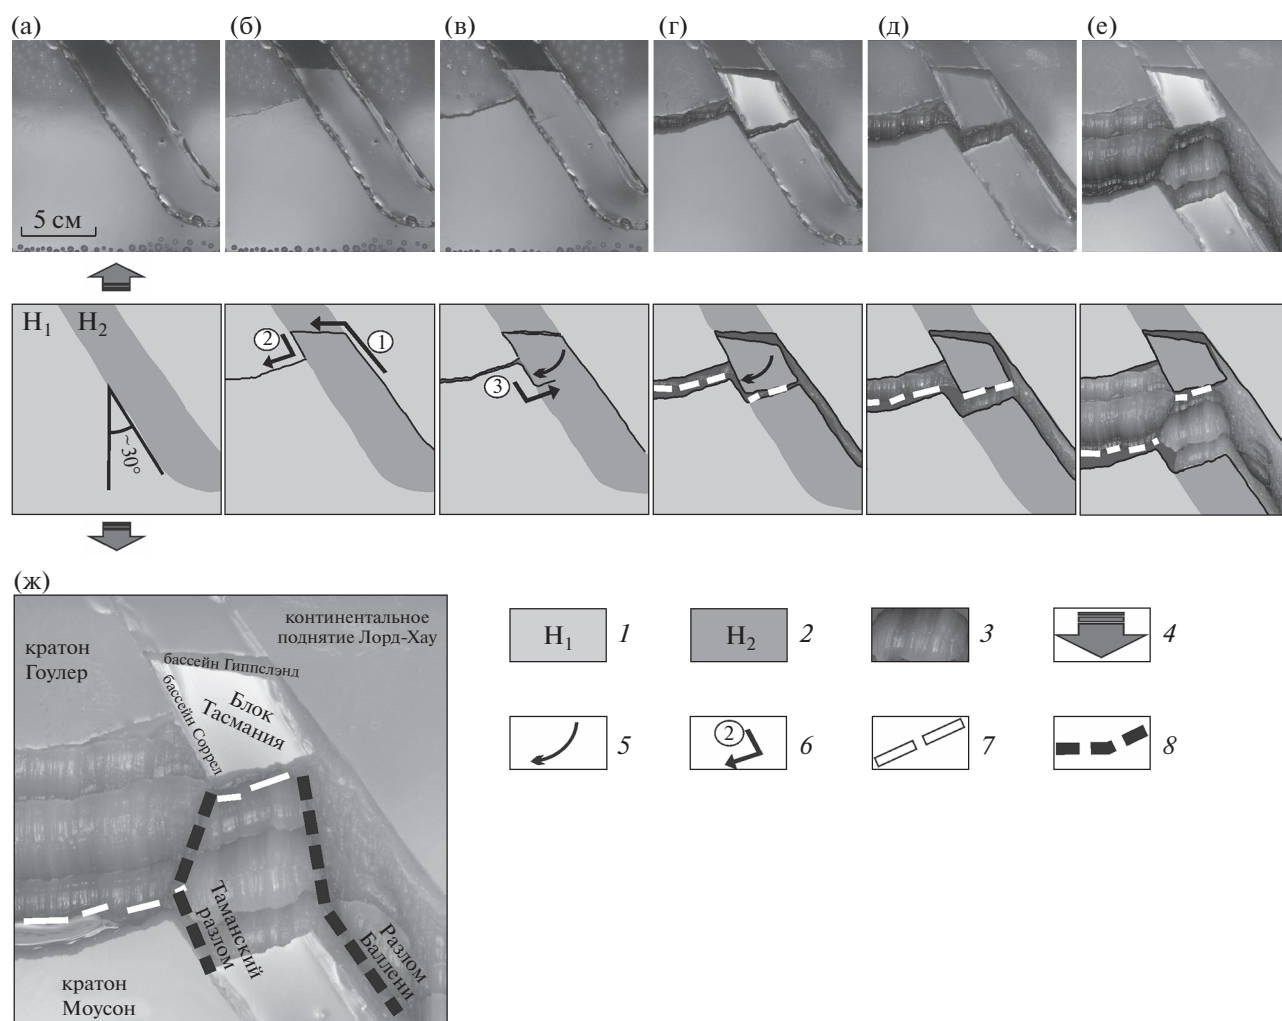 (а)
(б)
(в)
(г)
(д)
(е)
5 см
H1 H2
~30°
2
1
3
(ж)
континентальное
поднятие Лорд-Хау
кратон
Гоулер
бассейн Гиппслэнд
бассейн Соррел
Блок
Тасмания
Таманский
разлом
Разлом
Баллени
кратон
Моусон
H1 1
H2 2
3
4
5
2 6
7
8